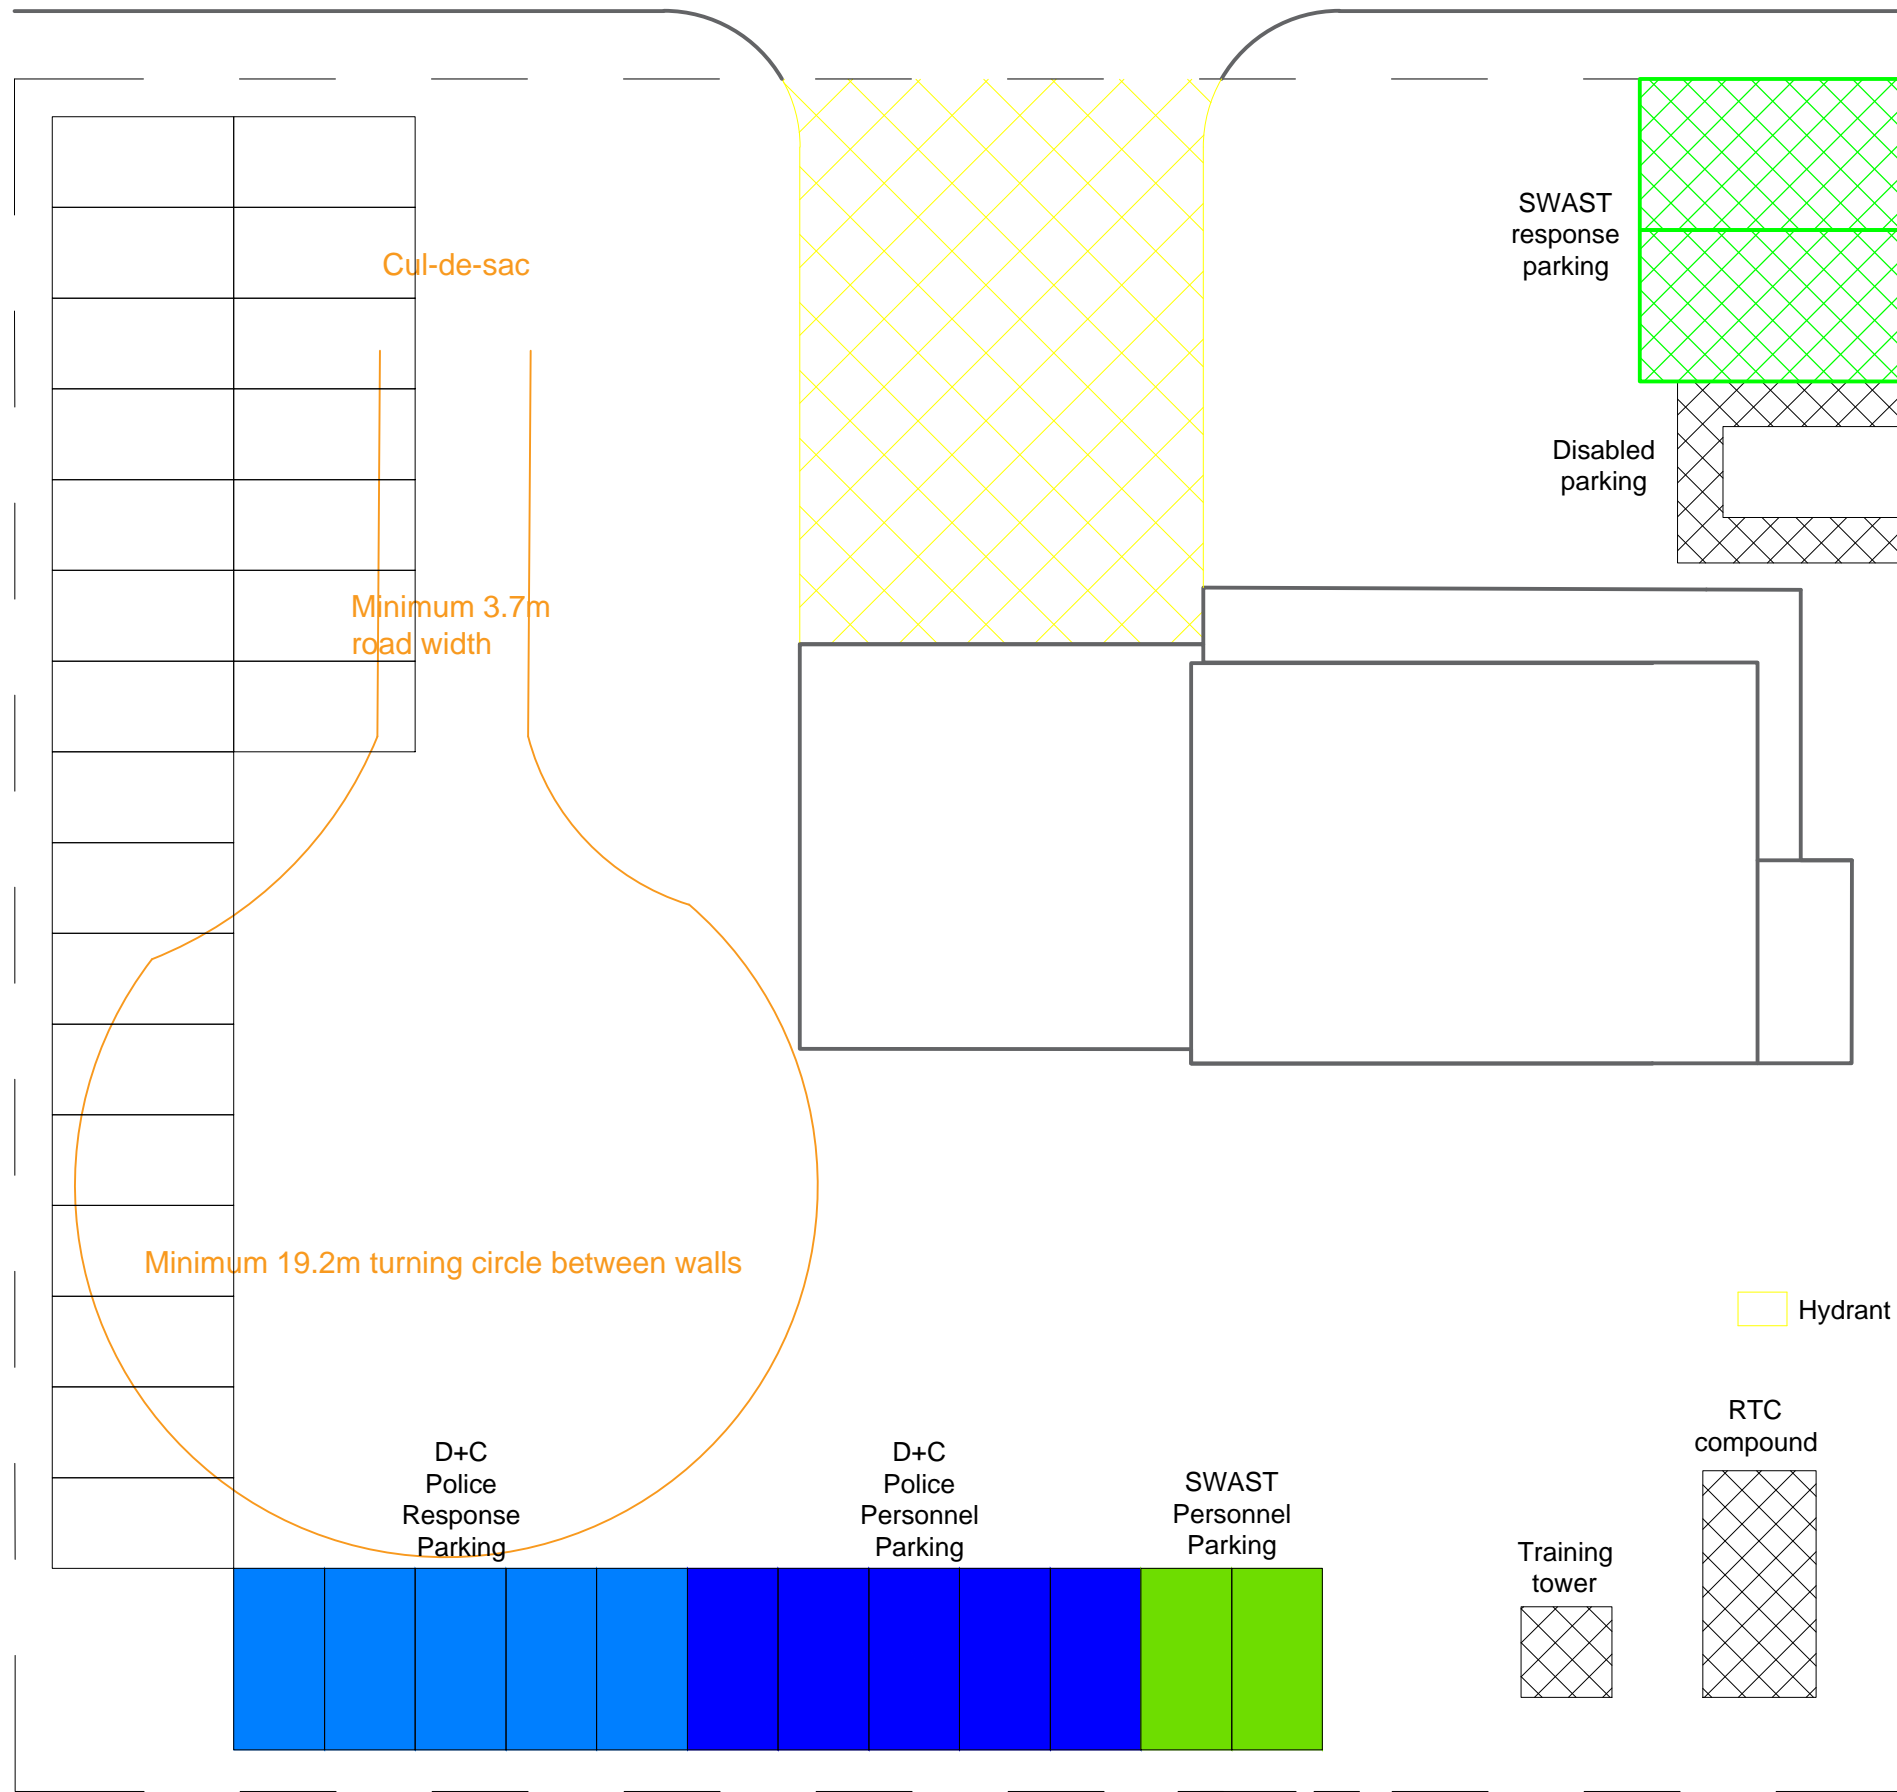 SWAST
response
parking
Cul-de-sac
Disabled
parking
Minimum 3.7m
road width
Minimum 19.2m turning circle between walls
Hydrant
RTC
compound
D+C
Police
Response
Parking
D+C
Police
Personnel
Parking
SWAST
Personnel
Parking
Training
tower